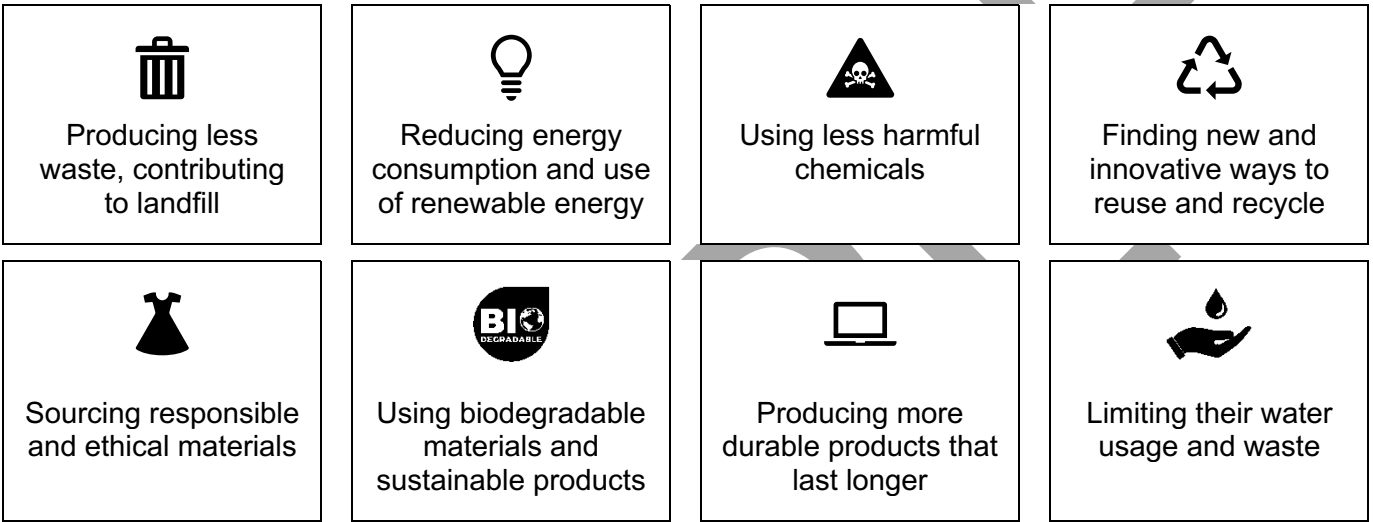 Producing less
waste, contributing
to landfill
Reducing energy
consumption and use
of renewable energy
Using less harmful
chemicals
Finding new and
innovative ways to
reuse and recycle
Sourcing responsible
and ethical materials
BIO
DEGRADABLE
Using biodegradable
materials and
sustainable products
Producing more
durable products that
last longer
Limiting their water
usage and waste